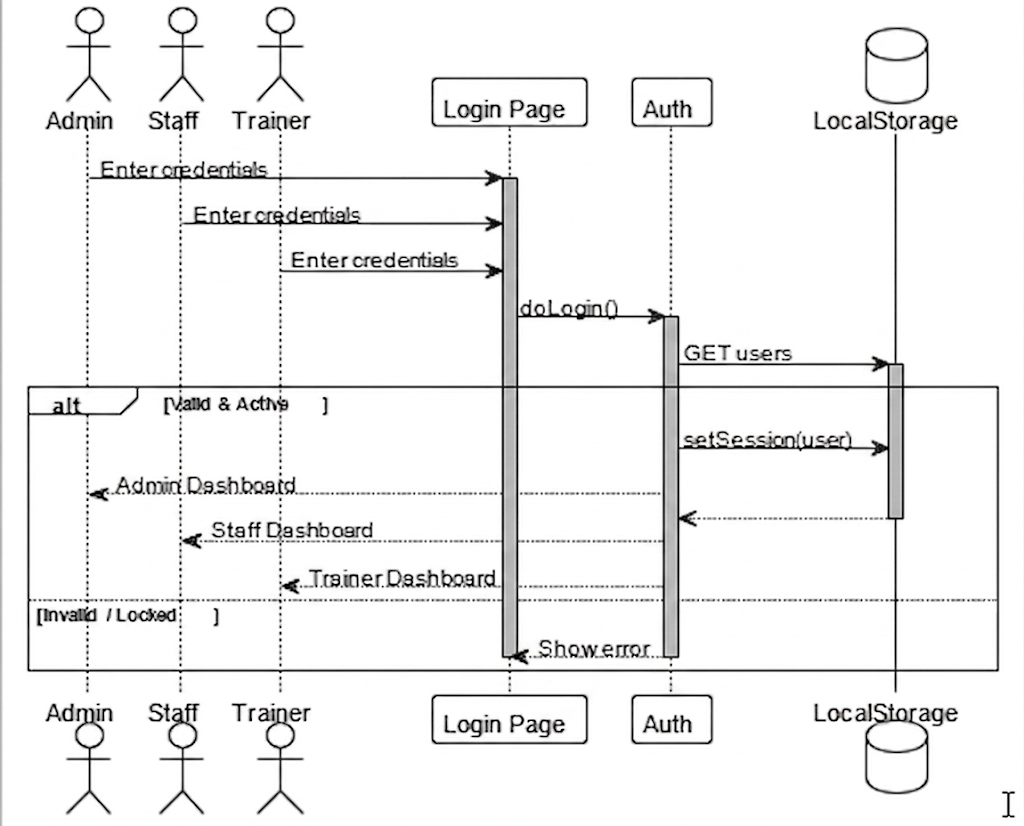 Admin Staff Trainer Login Page Auth LocalStorage
Enter credentials
Enter credentials
Enter credentials
doLogin()
GET users
alt [Valid & Active ]
setSession(user)
Admin Dashboard
Staff Dashboard
Trainer Dashboard
[Invalid / Locked ]
Show error
Admin Staff Trainer Login Page Auth LocalStorage